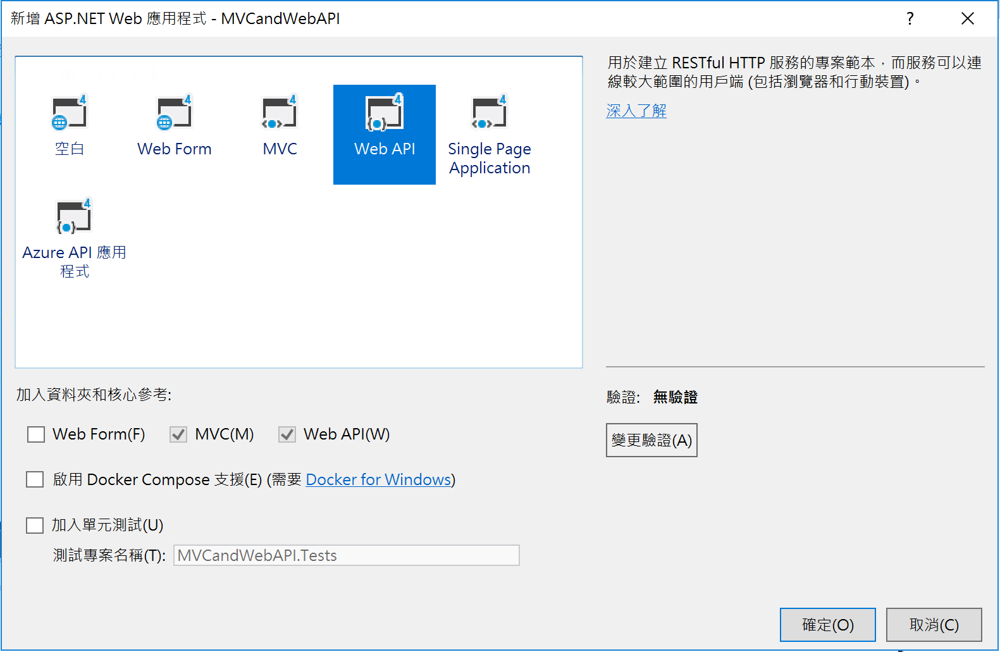 新增 ASP.NET Web 應用程式 - MVCandWebAPI
?
4
4
4
4
4
空白
Web Form
MVC
Web API
Single Page
Application
4
Azure API 應用
程式
用於建立 RESTful HTTP 服務的專案範本，而服務可以連
線較大範圍的用戶端 (包括瀏覽器和行動裝置)。
深入了解
加入資料夾和核心參考:
Web Form(F)
MVC(M)
Web API(W)
啟用 Docker Compose 支援(E) (需要 Docker for Windows)
加入單元測試(U)
測試專案名稱(T): MVCandWebAPI.Tests
驗證: 無驗證
變更驗證(A)
確定(O)
取消(C)